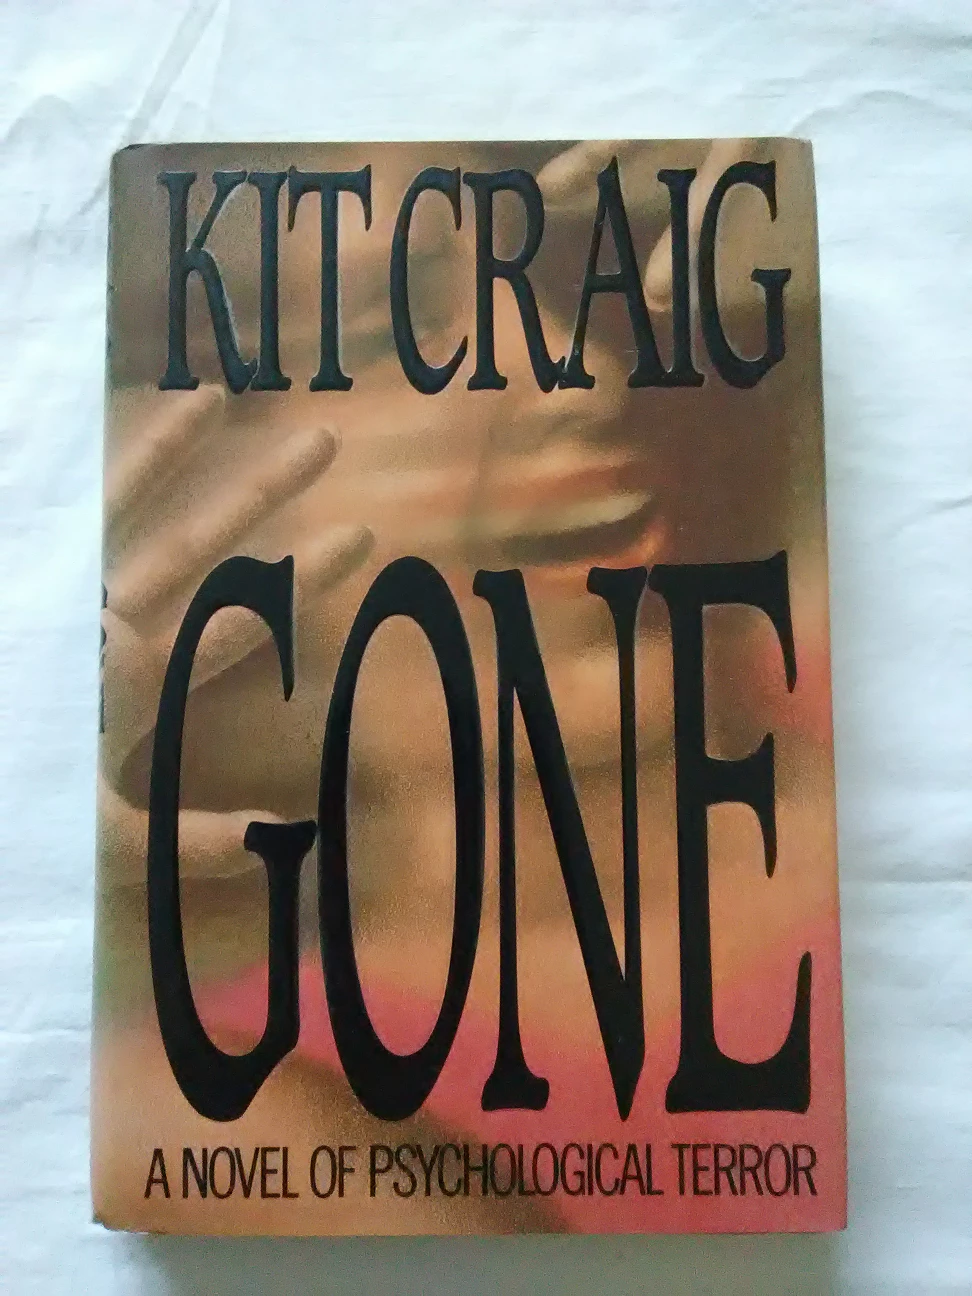 KIT CRAIG
GONE
A NOVEL OF PSYCHOLOGICAL TERROR